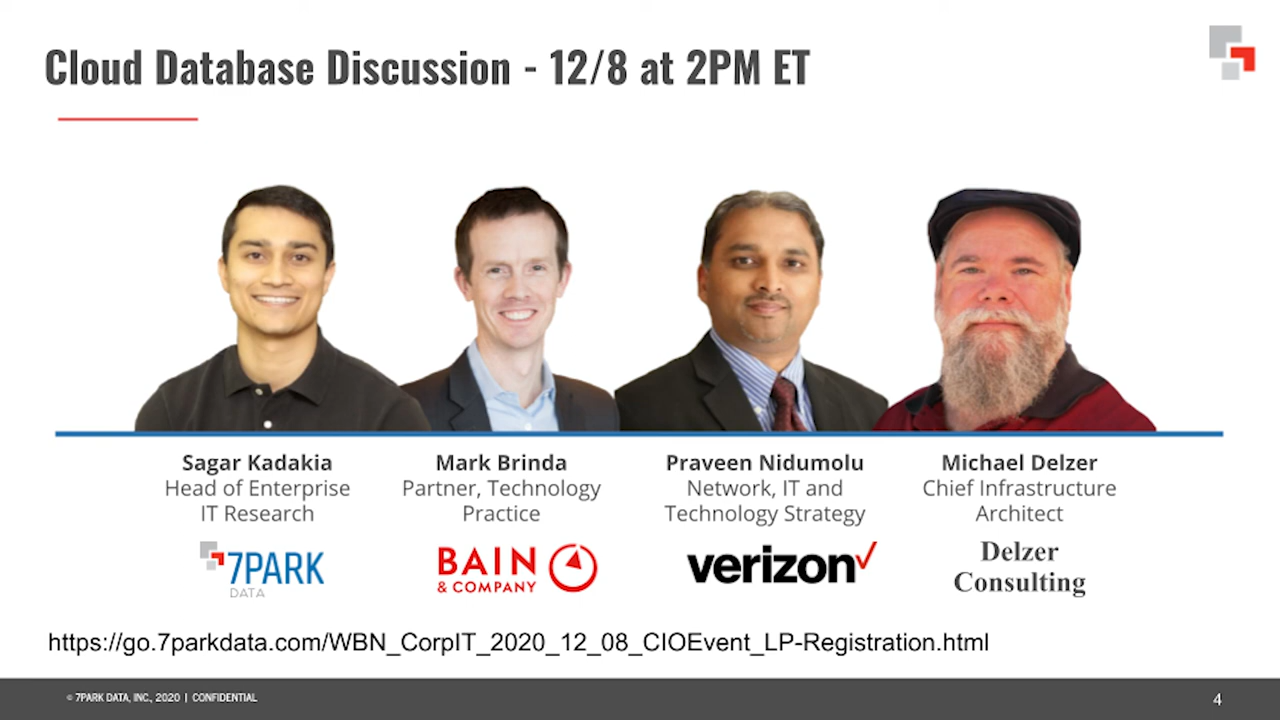 Cloud Database Discussion - 12/8 at 2PM ET
Sagar Kadakia
Head of Enterprise
IT Research
7PARK
DATA
Mark Brinda
Partner, Technology
Practice
BAIN
& COMPANY
Praveen Nidumolu
Network, IT and
Technology Strategy
verizon
Michael Delzer
Chief Infrastructure
Architect
Delzer
Consulting
https://go.7parkdata.com/WBN_CorpIT_2020_12_08_CIOEvent_LP-Registration.html
© 7PARK DATA, INC., 2020 | CONFIDENTIAL
4